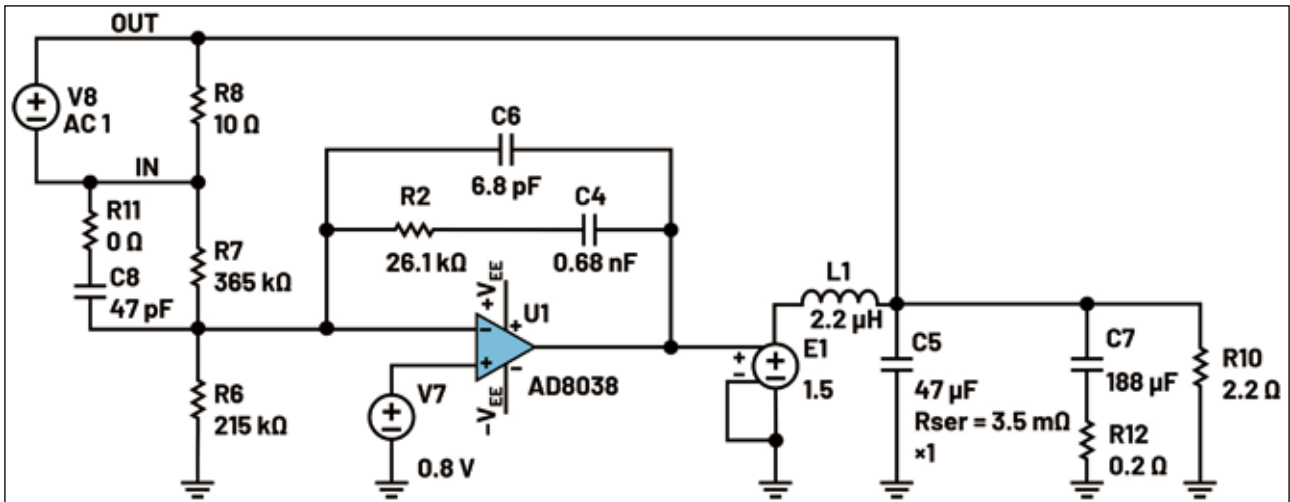 OUT
V8
AC 1
R8
10 Ω
IN
R11
0 Ω
C8
47 pF
R7
365 kΩ
R6
215 kΩ
C6
6.8 pF
R2
26.1 kΩ
C4
0.68 nF
+VEE
U1
AD8038
-VEE
V7
0.8 V
E1
1.5
L1
2.2 µH
C5
47 µF
Rser = 3.5 mΩ
×1
C7
188 µF
R12
0.2 Ω
R10
2.2 Ω